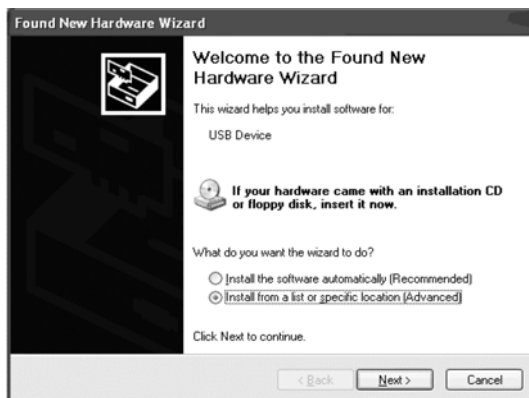 Found New Hardware Wizard
Welcome to the Found New
Hardware Wizard
This wizard helps you install software for:
USB Device
If your hardware came with an installation CD
or floppy disk, insert it now.
What do you want the wizard to do?
Install the software automatically (Recommended)
Install from a list or specific location (Advanced)
Click Next to continue.
< Back
Next >
Cancel